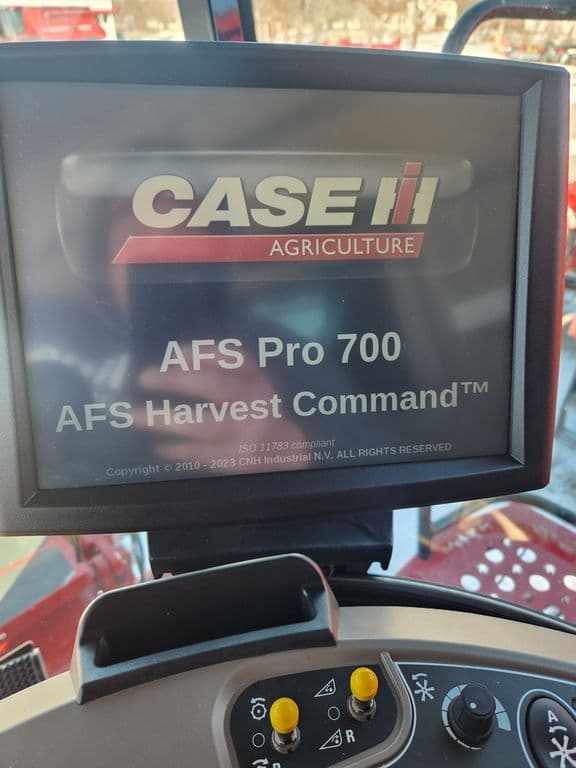 CASE IH
AGRICULTURE
AFS Pro 700
AFS Harvest Command™
ISO 11783 compliant
Copyright © 2010 - 2023 CNH Industrial N.V. ALL RIGHTS RESERVED
R
A
R